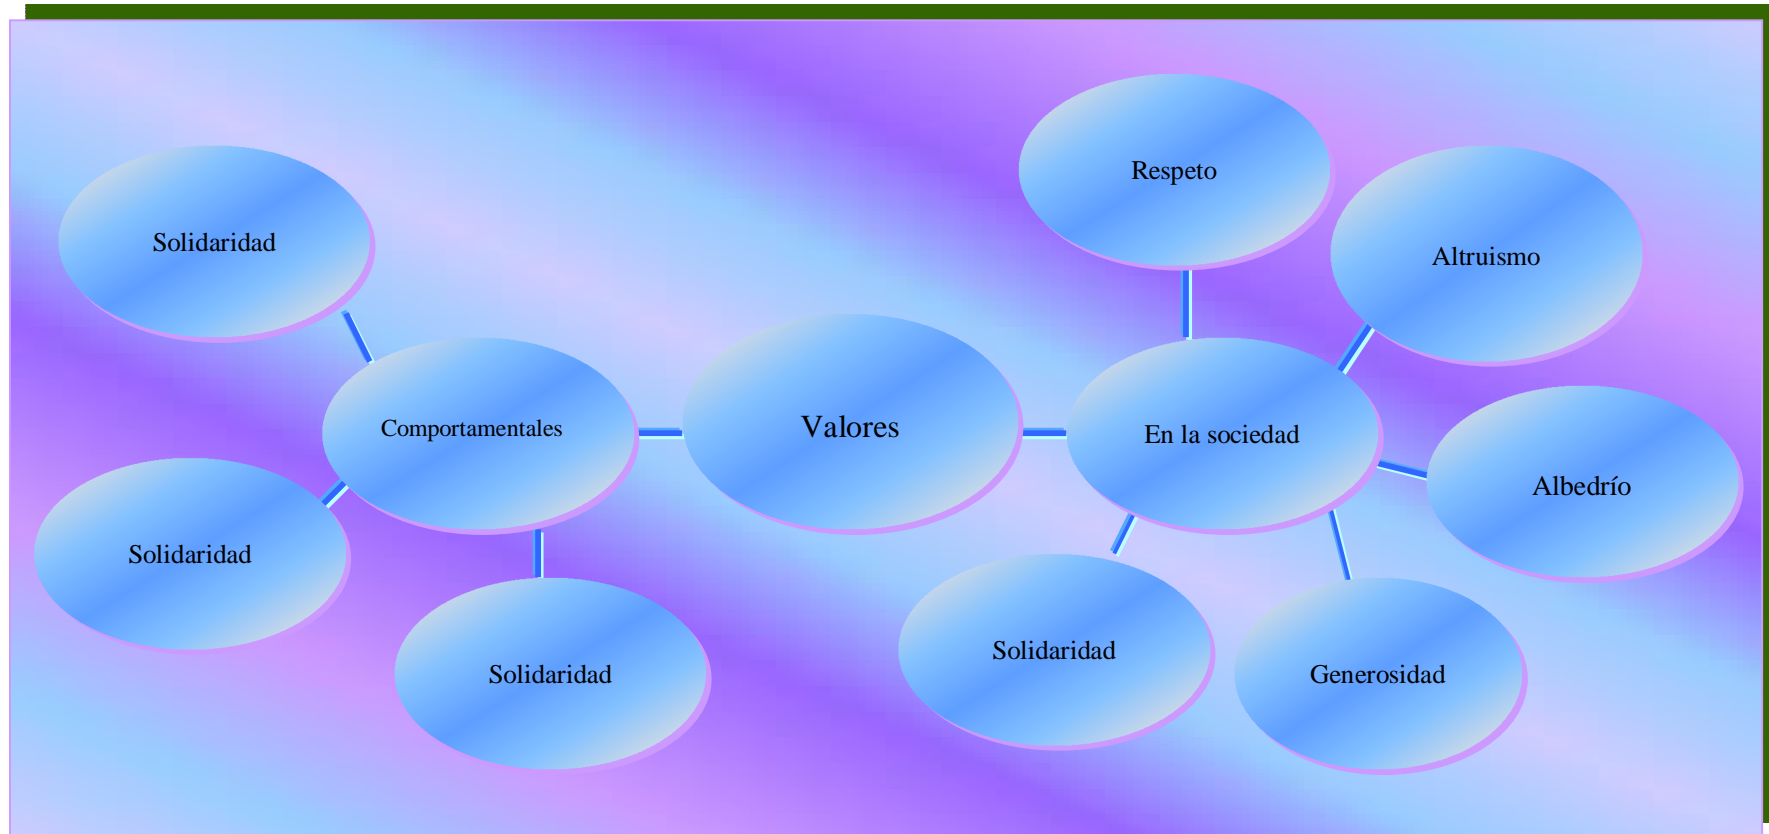 Respeto
Solidaridad
Altruismo
Comportamentales
Valores
En la sociedad
Albedrío
Solidaridad
Solidaridad
Solidaridad
Generosidad